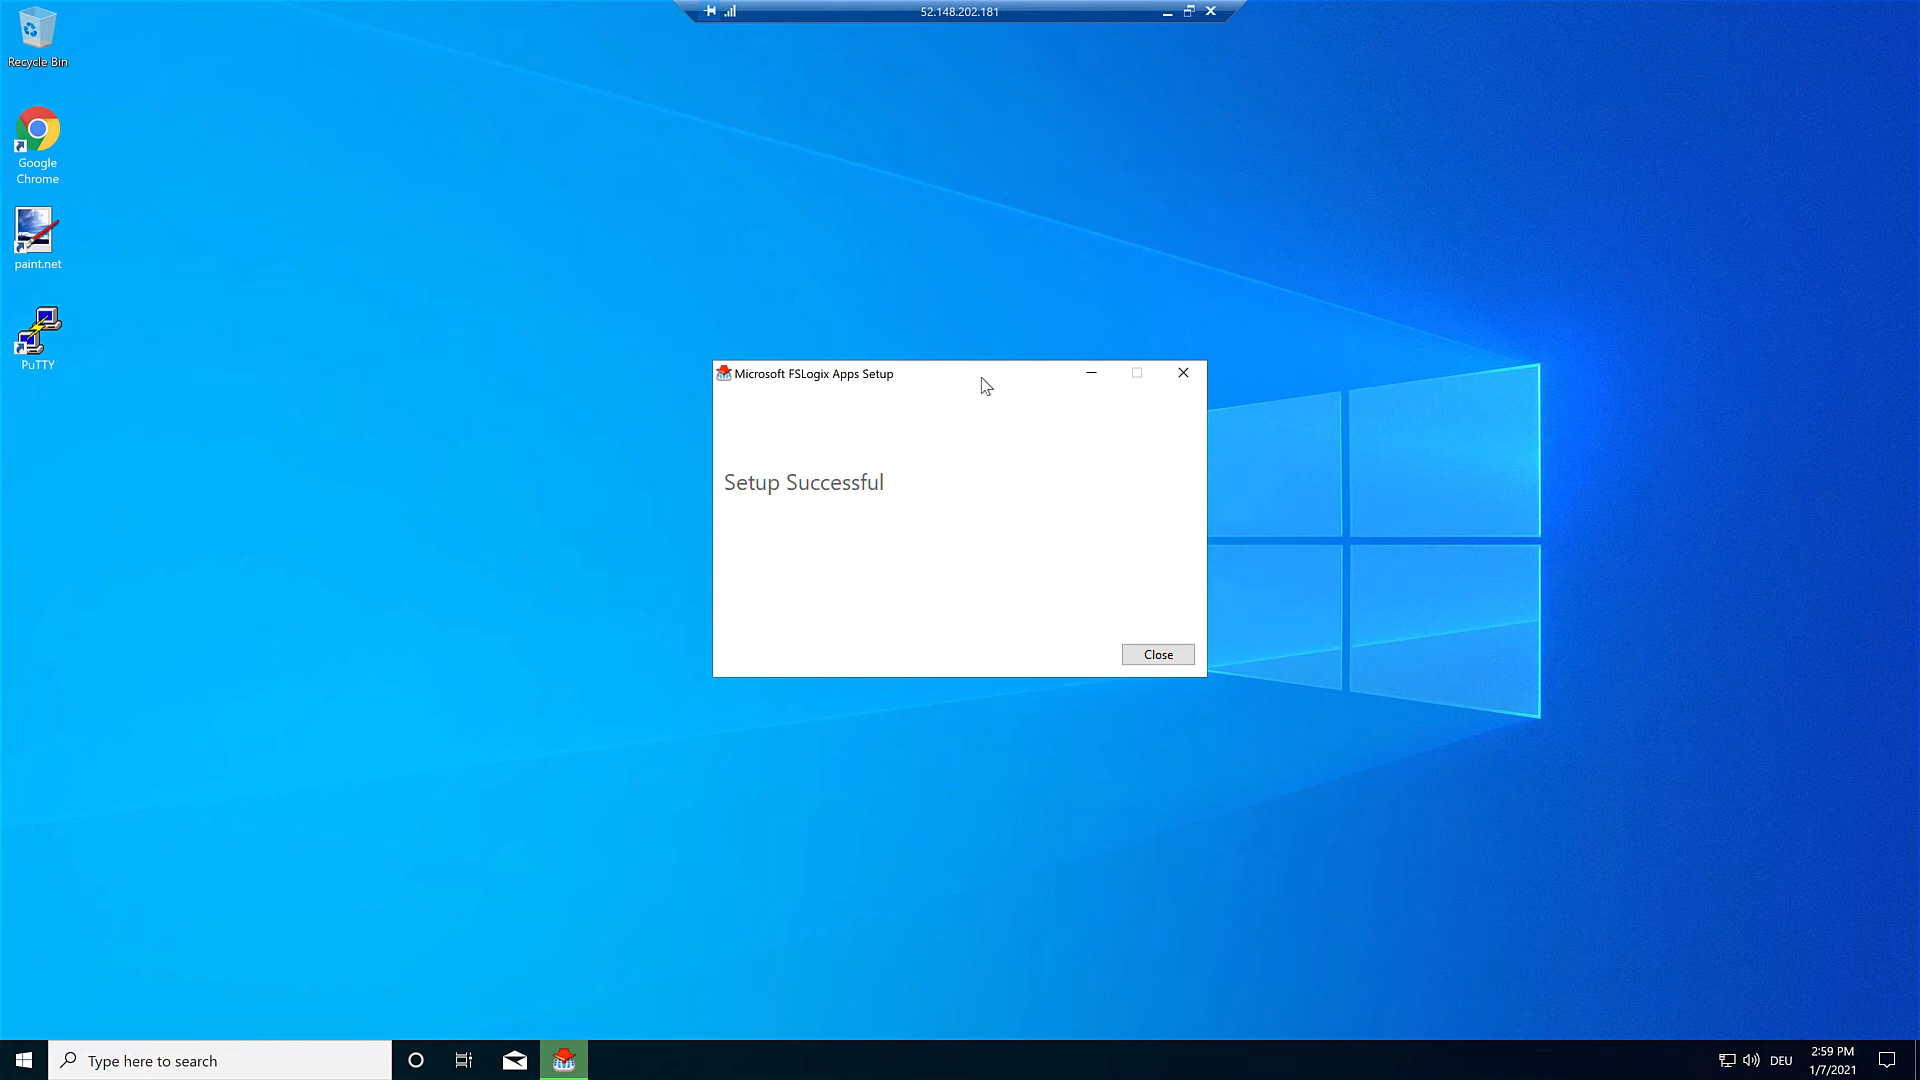 52.148.202.181
Recycle Bin
Google
Chrome
paint.net
PuTTY
Microsoft FSLogix Apps Setup
Setup Successful
Close
Type here to search
DEU
2:59 PM
1/7/2021